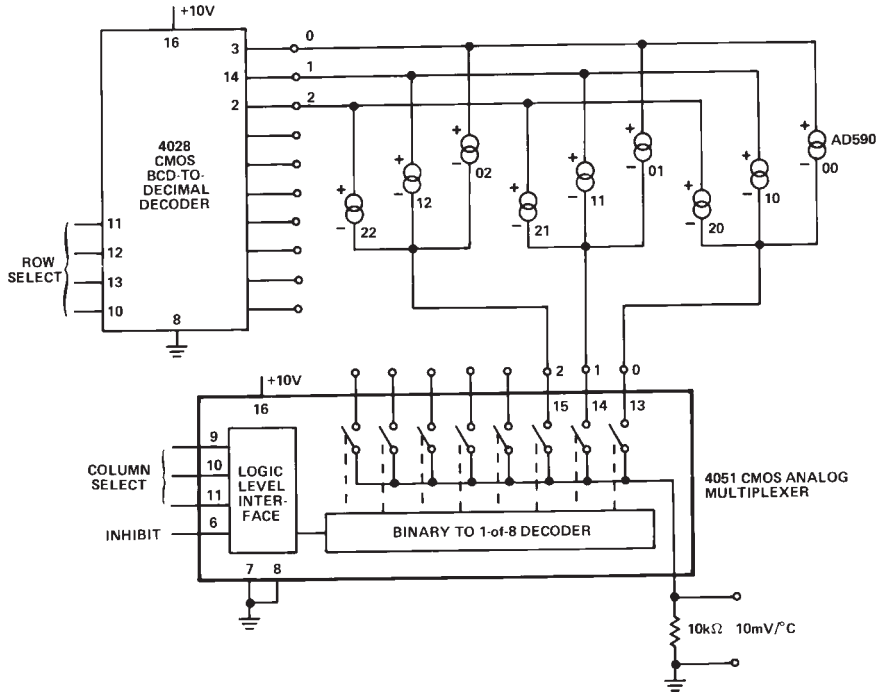 +10V
16
3
0
14
1
2
2
4028
CMOS
BCD-TO-
DECIMAL
DECODER
11
12
13
10
ROW
SELECT
8
+
−
22
+
−
12
+
−
02
+
−
21
+
−
11
+
−
01
+
−
20
+
−
10
+
−
00
AD590
+10V
16
2
1
0
15
14
13
9
10
11
6
COLUMN
SELECT
INHIBIT
LOGIC
LEVEL
INTER-
FACE
BINARY TO 1-of-8 DECODER
4051 CMOS ANALOG
MULTIPLEXER
7
8
10kΩ
10mV/°C